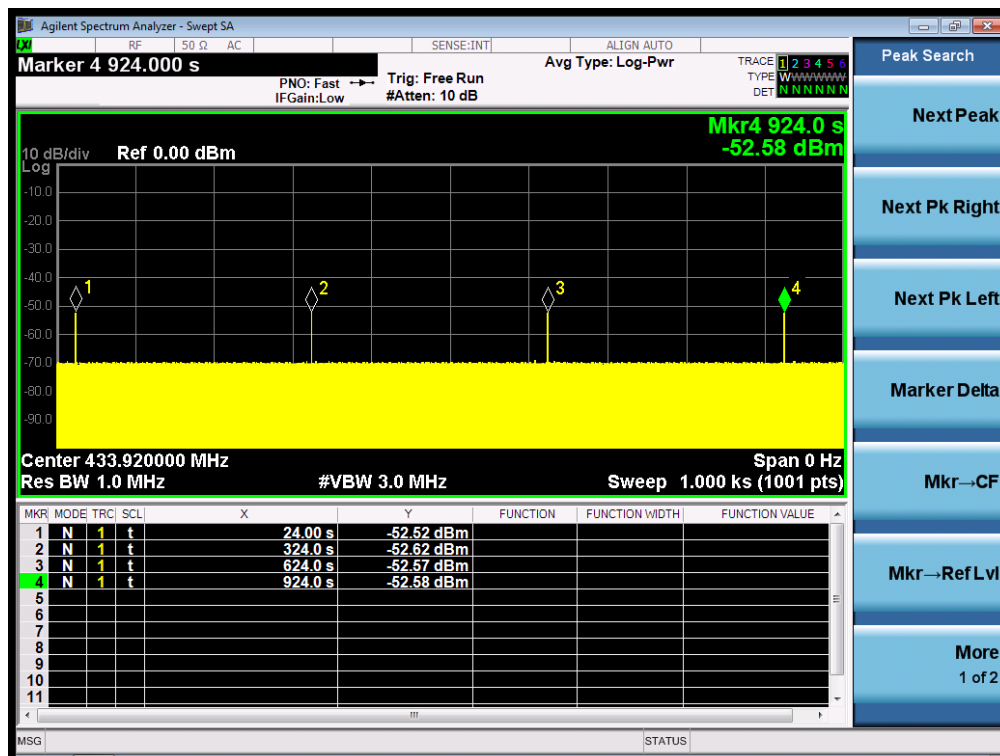 Agilent Spectrum Analyzer - Swept SA
LXI RF 50 Ω AC SENSE:INT ALIGN AUTO
Marker 4 924.000 s
PNO: Fast
IFGain:Low
Trig: Free Run
#Atten: 10 dB
Avg Type: Log-Pwr
TRACE 1 2 3 4 5 6
TYPE WWWWWW
DET N N N N N N
Mkr4 924.0 s
-52.58 dBm
10 dB/div Ref 0.00 dBm
Log
-10.0
-20.0
-30.0
-40.0
-50.0
-60.0
-70.0
-80.0
-90.0
1 2 3 4
Center 433.920000 MHz Span 0 Hz
Res BW 1.0 MHz #VBW 3.0 MHz Sweep 1.000 ks (1001 pts)
MKR MODE TRC SCL X Y FUNCTION FUNCTION WIDTH FUNCTION VALUE
1 N 1 t 24.00 s -52.52 dBm
2 N 1 t 324.0 s -52.62 dBm
3 N 1 t 624.0 s -52.57 dBm
4 N 1 t 924.0 s -52.58 dBm
5
6
7
8
9
10
11
MSG STATUS
Peak Search
Next Peak
Next Pk Right
Next Pk Left
Marker Delta
Mkr→CF
Mkr→Ref Lvl
More
1 of 2